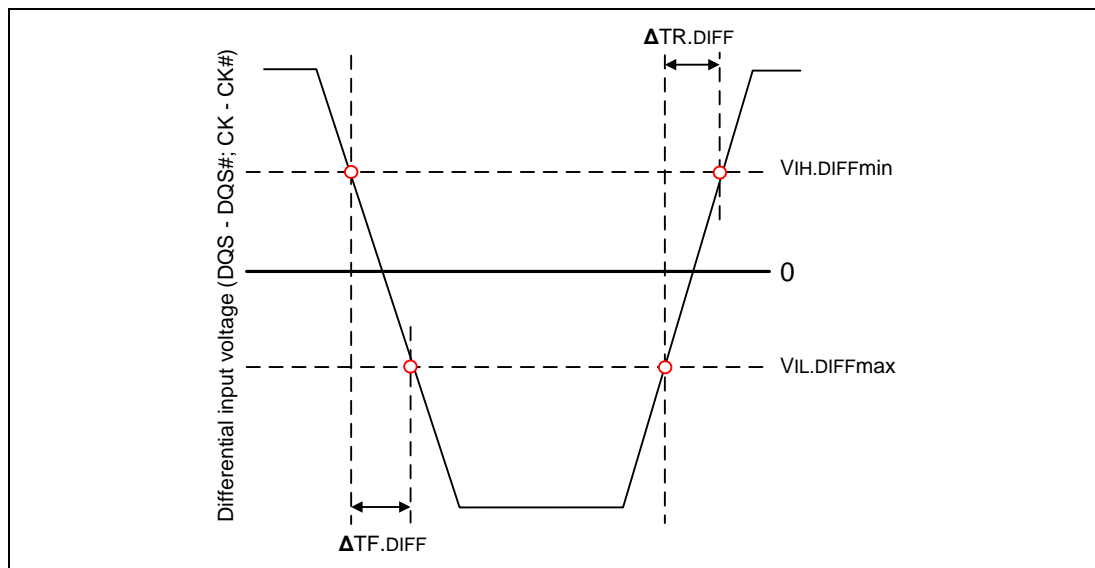 Differential input voltage (DQS - DQS#; CK - CK#)
ΔTR.DIFF
VIH.DIFFmin
0
VIL.DIFFmax
ΔTF.DIFF